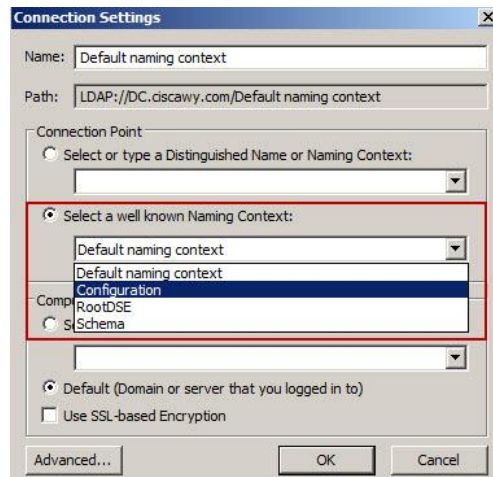 Connection Settings
Name: Default naming context
Path: LDAP://DC.ciscawy.com/Default naming context
Connection Point
Select or type a Distinguished Name or Naming Context:
Select a well known Naming Context:
Default naming context
Default naming context
Configuration
RootDSE
Schema
Default (Domain or server that you logged in to)
Use SSL-based Encryption
Advanced...
OK
Cancel